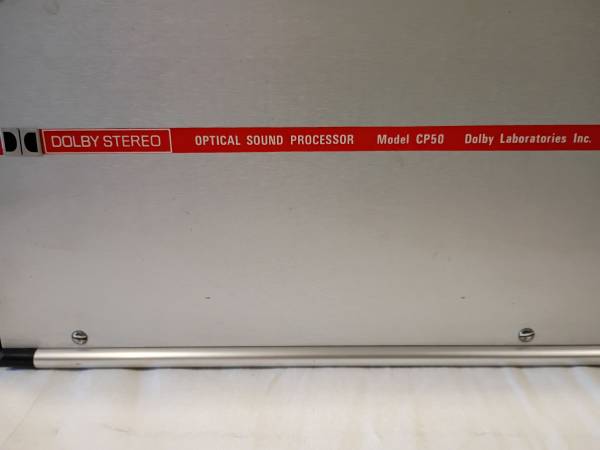 DOLBY STEREO OPTICAL SOUND PROCESSOR Model CP50 Dolby Laboratories Inc.